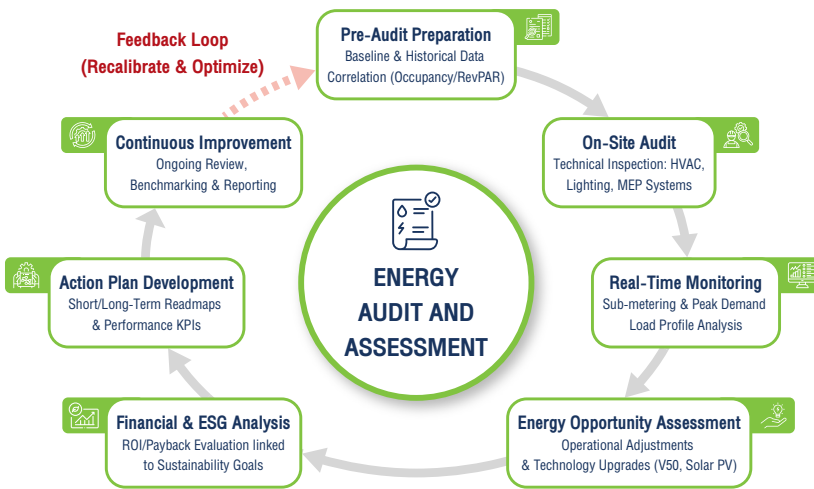 Feedback Loop
(Recalibrate & Optimize)
Pre-Audit Preparation
Baseline & Historical Data
Correlation (Occupancy/RevPAR)
On-Site Audit
Technical Inspection: HVAC,
Lighting, MEP Systems
Real-Time Monitoring
Sub-metering & Peak Demand
Load Profile Analysis
Energy Opportunity Assessment
Operational Adjustments
& Technology Upgrades (V50, Solar PV)
Financial & ESG Analysis
ROI/Payback Evaluation linked
to Sustainability Goals
Action Plan Development
Short/Long-Term Roadmaps
& Performance KPIs
Continuous Improvement
Ongoing Review,
Benchmarking & Reporting
ENERGY
AUDIT AND
ASSESSMENT